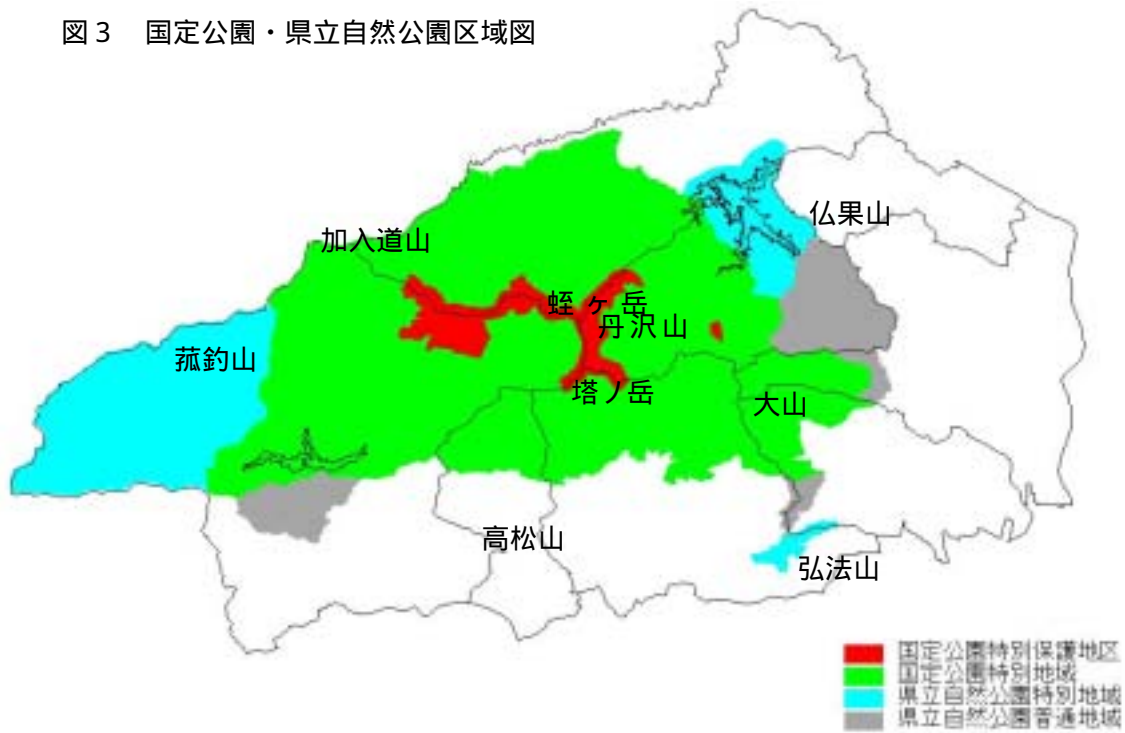 図3 国定公園・県立自然公園区域図
仏果山
加入道山
蛭ヶ岳
丹沢山
菰釣山
塔ノ岳
大山
高松山
弘法山
国定公園特別保護地区
国定公園特別地域
県立自然公園特別地域
県立自然公園普通地域